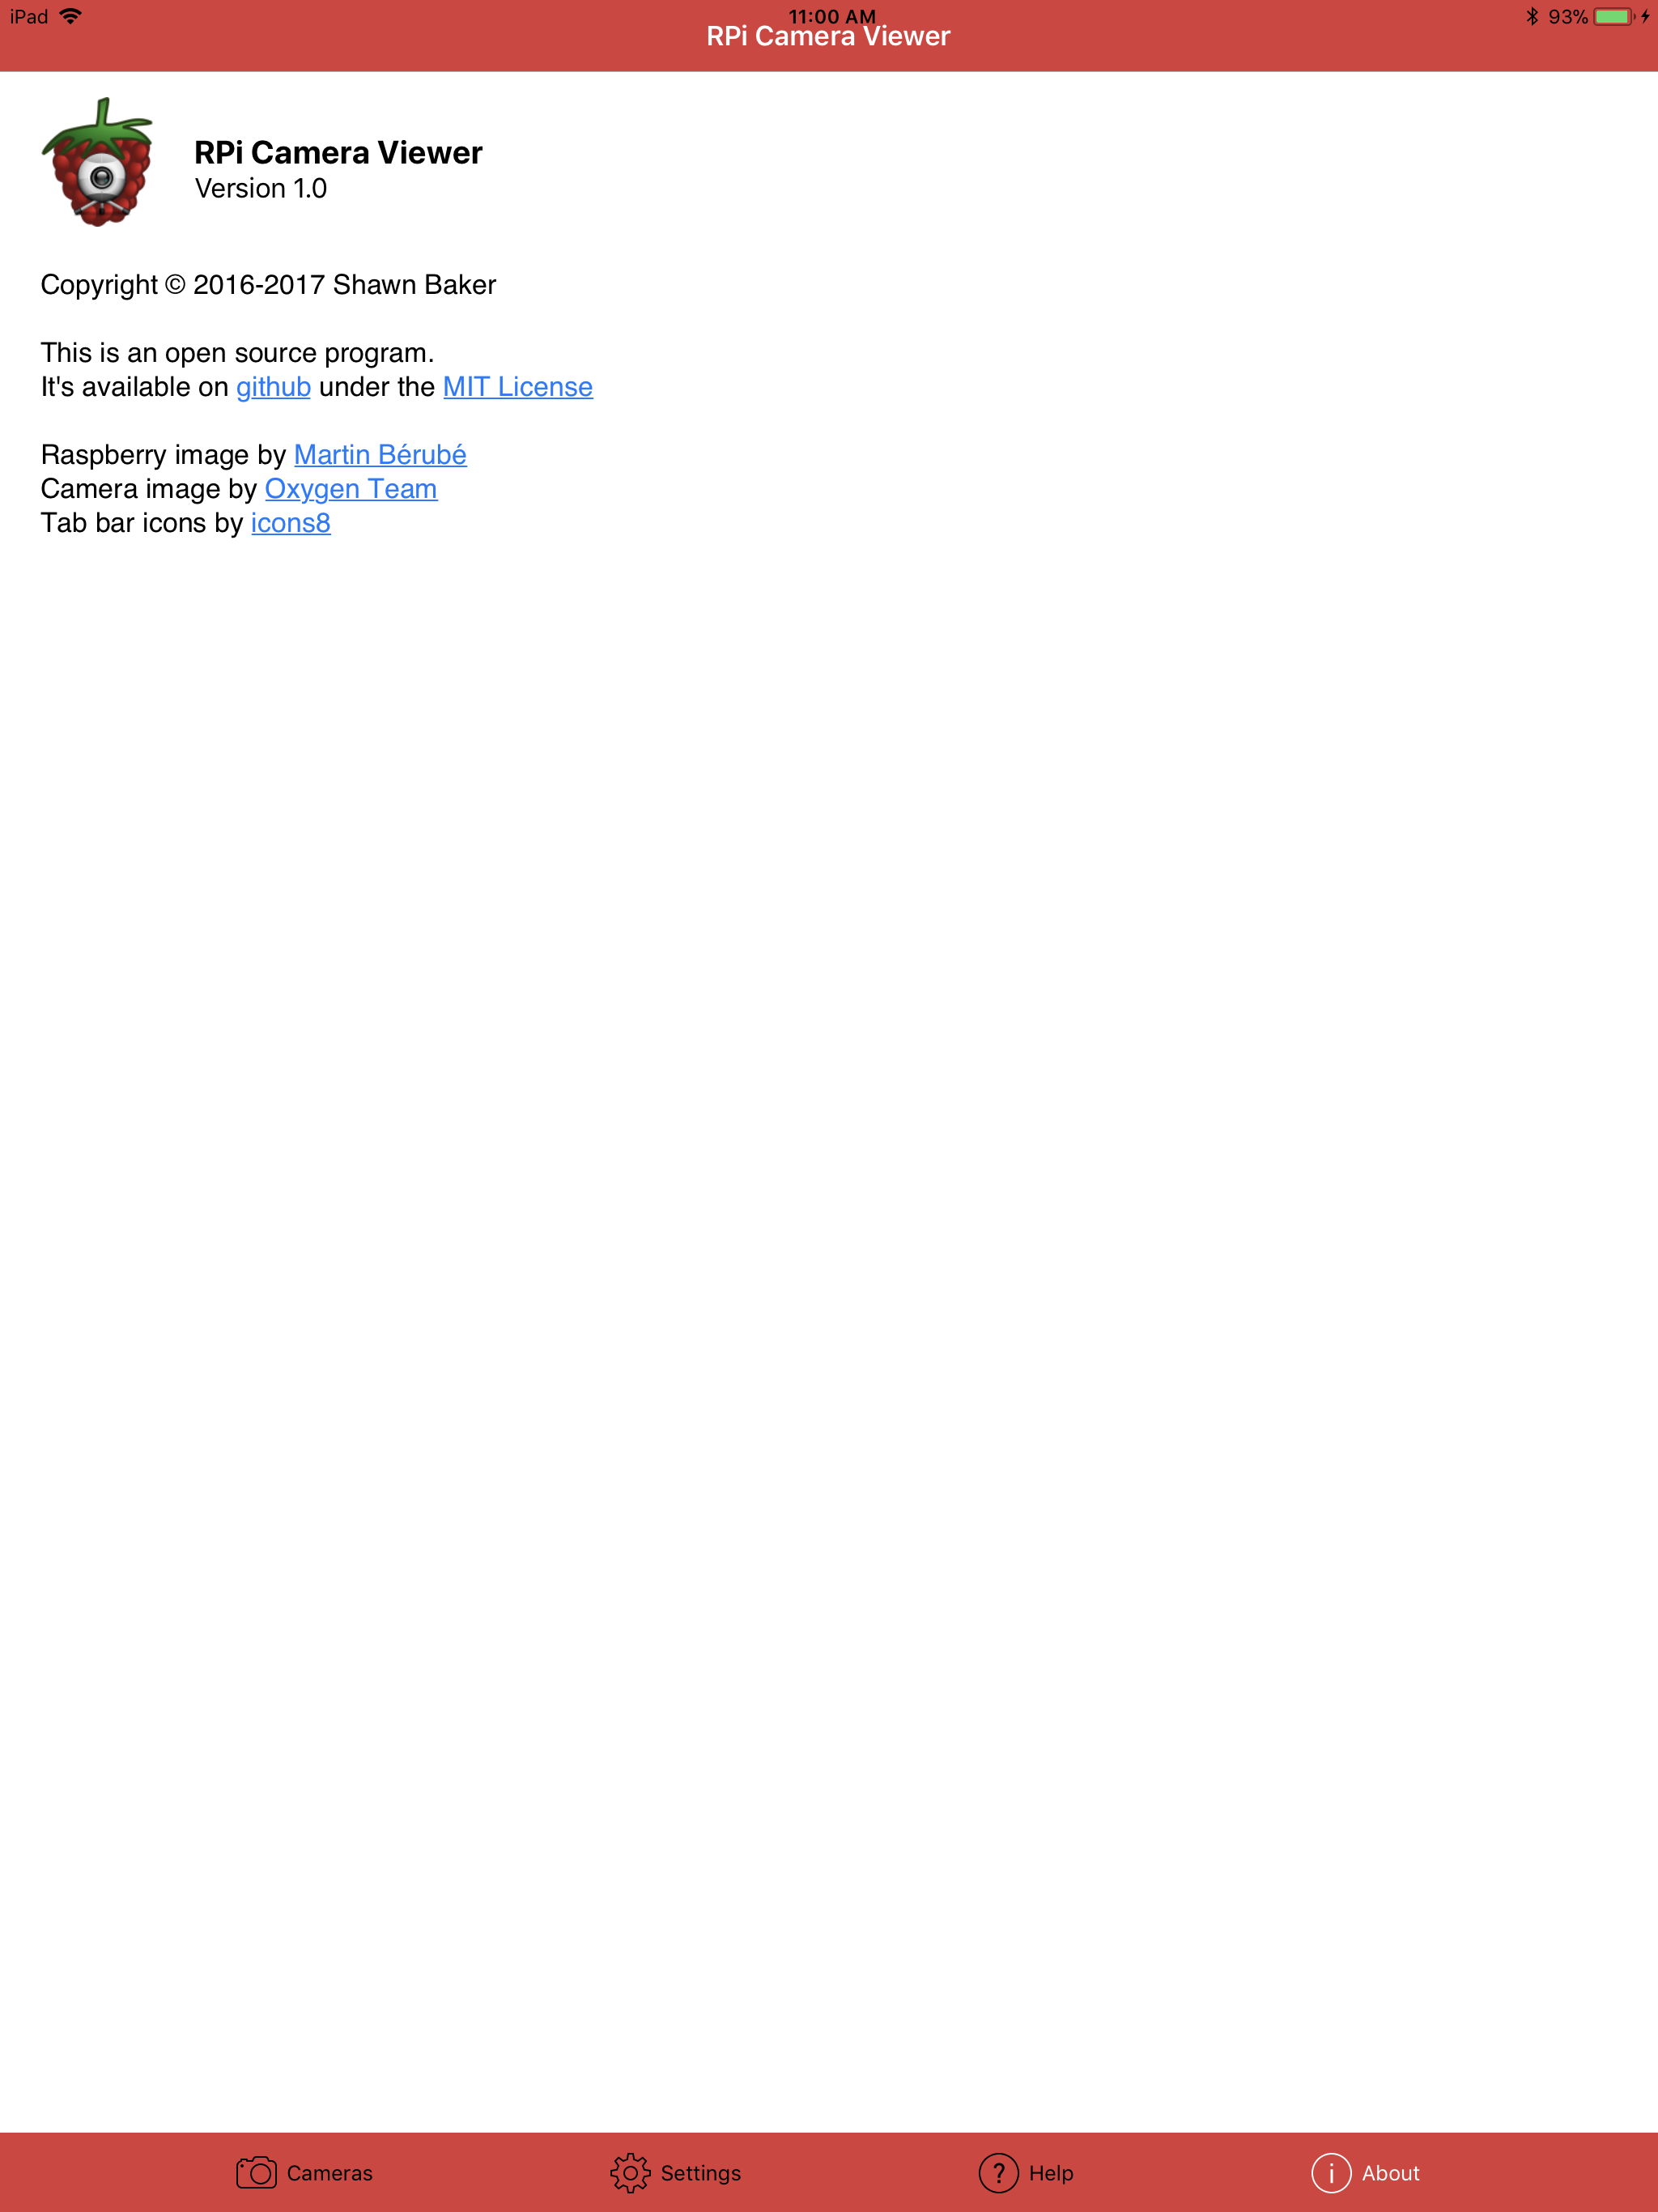 iPad 11:00 AM 93%
RPi Camera Viewer
RPi Camera Viewer
Version 1.0
Copyright © 2016-2017 Shawn Baker
This is an open source program.
It's available on github under the MIT License
Raspberry image by Martin Bérubé
Camera image by Oxygen Team
Tab bar icons by icons8
Cameras Settings ? Help i About